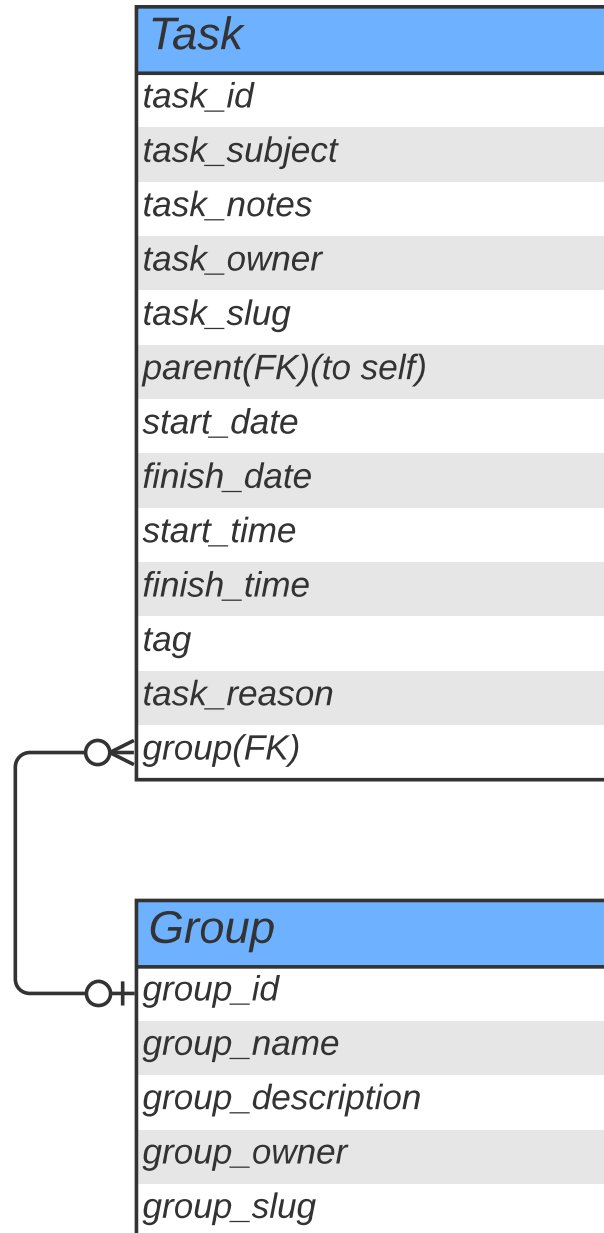 Task
task_id
task_subject
task_notes
task_owner
task_slug
parent(FK)(to self)
start_date
finish_date
start_time
finish_time
tag
task_reason
group(FK)
Group
group_id
group_name
group_description
group_owner
group_slug